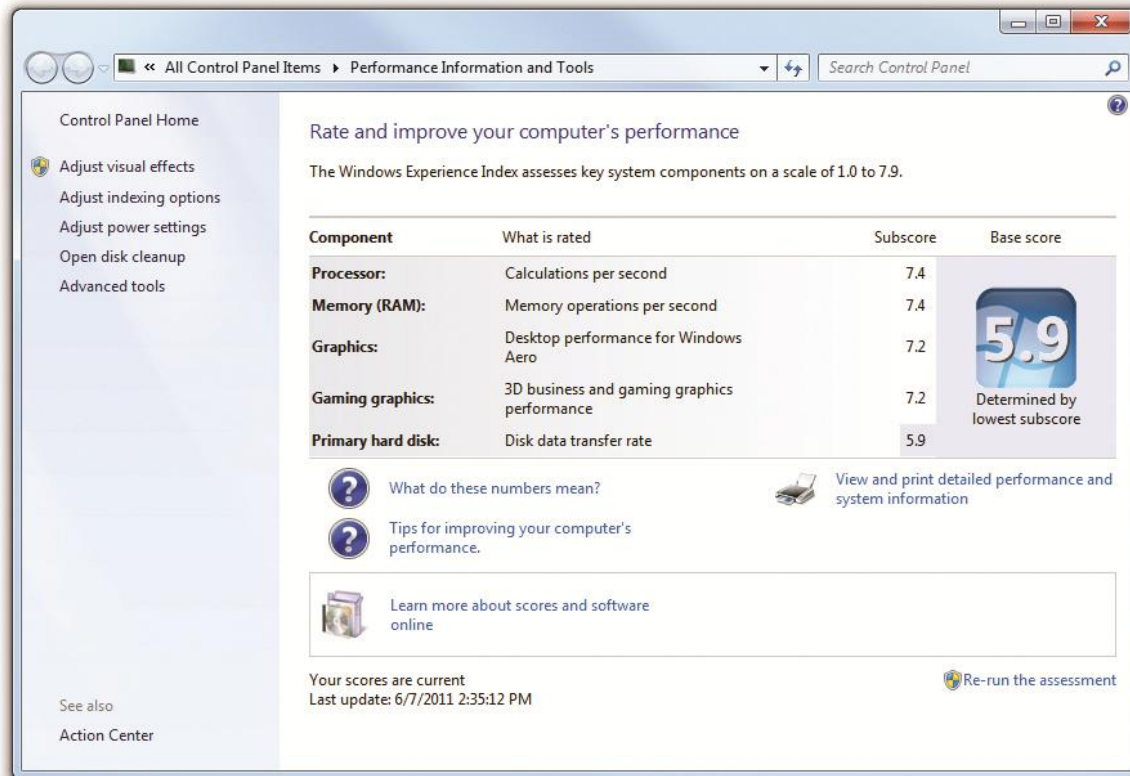 « All Control Panel Items ▸ Performance Information and Tools
Search Control Panel
Control Panel Home
Adjust visual effects
Adjust indexing options
Adjust power settings
Open disk cleanup
Advanced tools
See also
Action Center
Rate and improve your computer's performance
The Windows Experience Index assesses key system components on a scale of 1.0 to 7.9.
Component What is rated Subscore Base score
Processor: Calculations per second 7.4
Memory (RAM): Memory operations per second 7.4
Graphics: Desktop performance for Windows
Aero 7.2
Gaming graphics: 3D business and gaming graphics
performance 7.2
Primary hard disk: Disk data transfer rate 5.9
5.9
Determined by
lowest subscore
What do these numbers mean?
View and print detailed performance and
system information
Tips for improving your computer's
performance.
Learn more about scores and software
online
Your scores are current
Last update: 6/7/2011 2:35:12 PM
Re-run the assessment